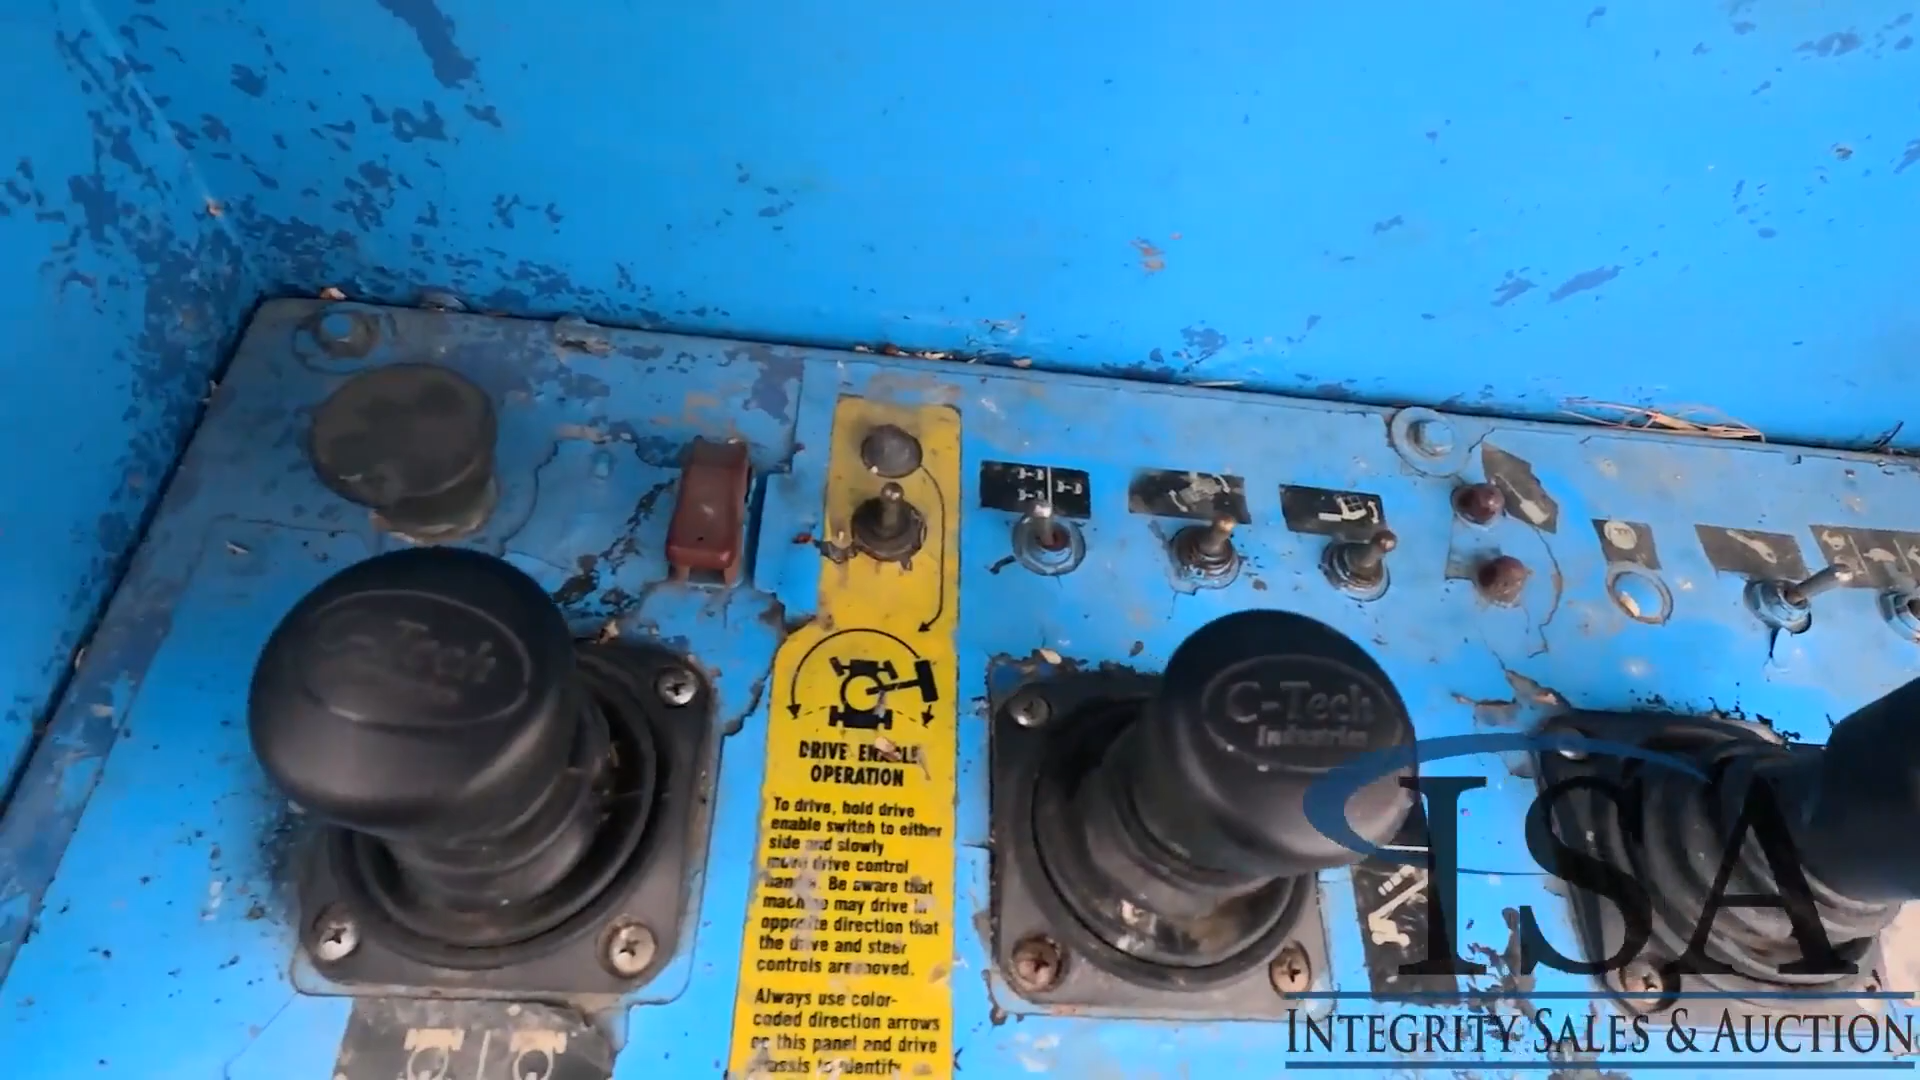 DRIVE ENABLE
OPERATION
To drive, hold drive
enable switch to either
side and slowly
move drive control
Be aware that
machine may drive in
opposite direction that
the drive and steer
controls are moved.
Always use color-
coded direction arrows
on this panel and drive
chassis to identify
Tech
C-Tech
Industries
ISA
INTEGRITY SALES & AUCTION